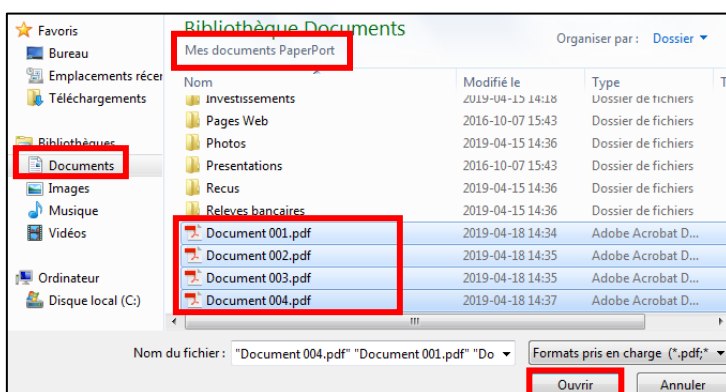 Favoris
Bureau
Emplacements récer
Téléchargements
Bibliothèques
Documents
Images
Musique
Vidéos
Ordinateur
Disque local (C:)
Bibliothèque Documents
Mes documents PaperPort
Organiser par : Dossier
Nom Modifié le Type T
Investissements 2019-04-15 14:18 Dossier de fichiers
Pages Web 2016-10-07 15:43 Dossier de fichiers
Photos 2019-04-15 14:36 Dossier de fichiers
Presentations 2016-10-07 15:43 Dossier de fichiers
Recus 2019-04-15 14:36 Dossier de fichiers
Releves bancaires 2019-04-15 14:36 Dossier de fichiers
Document 001.pdf 2019-04-18 14:34 Adobe Acrobat D...
Document 002.pdf 2019-04-18 14:35 Adobe Acrobat D...
Document 003.pdf 2019-04-18 14:35 Adobe Acrobat D...
Document 004.pdf 2019-04-18 14:37 Adobe Acrobat D...
Nom du fichier : "Document 004.pdf" "Document 001.pdf" "Do Formats pris en charge (*.pdf;*
Ouvrir Annuler